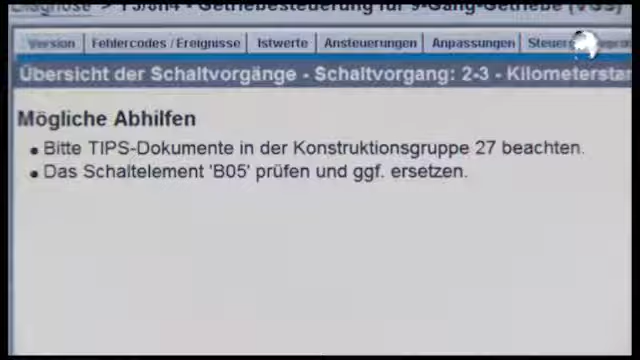 Getriebesteuerung für 9-Gang-Getriebe (VGS)
Version Fehlercodes / Ereignisse Istwerte Ansteuerungen Anpassungen
Übersicht der Schaltvorgänge - Schaltvorgang: 2-3 -
Mögliche Abhilfen
• Bitte TIPS-Dokumente in der Konstruktionsgruppe 27 beachten.
• Das Schaltelement 'B05' prüfen und ggf. ersetzen.